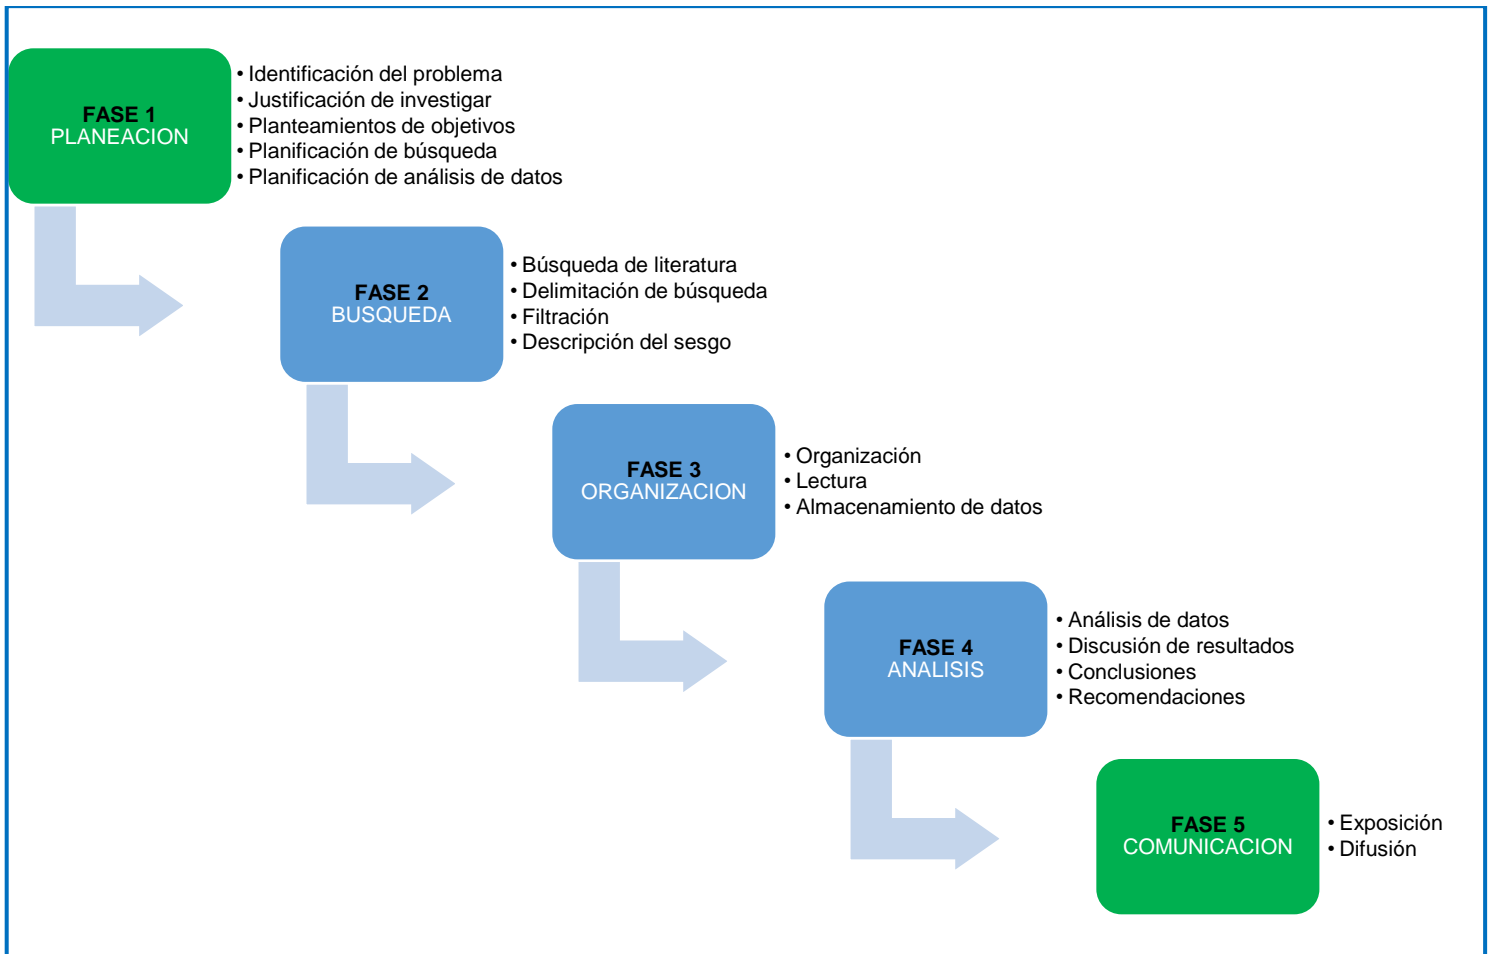 FASE 1
PLANEACION
• Identificación del problema
• Justificación de investigar
• Planteamientos de objetivos
• Planificación de búsqueda
• Planificación de análisis de datos
FASE 2
BUSQUEDA
• Búsqueda de literatura
• Delimitación de búsqueda
• Filtración
• Descripción del sesgo
FASE 3
ORGANIZACION
• Organización
• Lectura
• Almacenamiento de datos
FASE 4
ANALISIS
• Análisis de datos
• Discusión de resultados
• Conclusiones
• Recomendaciones
FASE 5
COMUNICACION
• Exposición
• Difusión